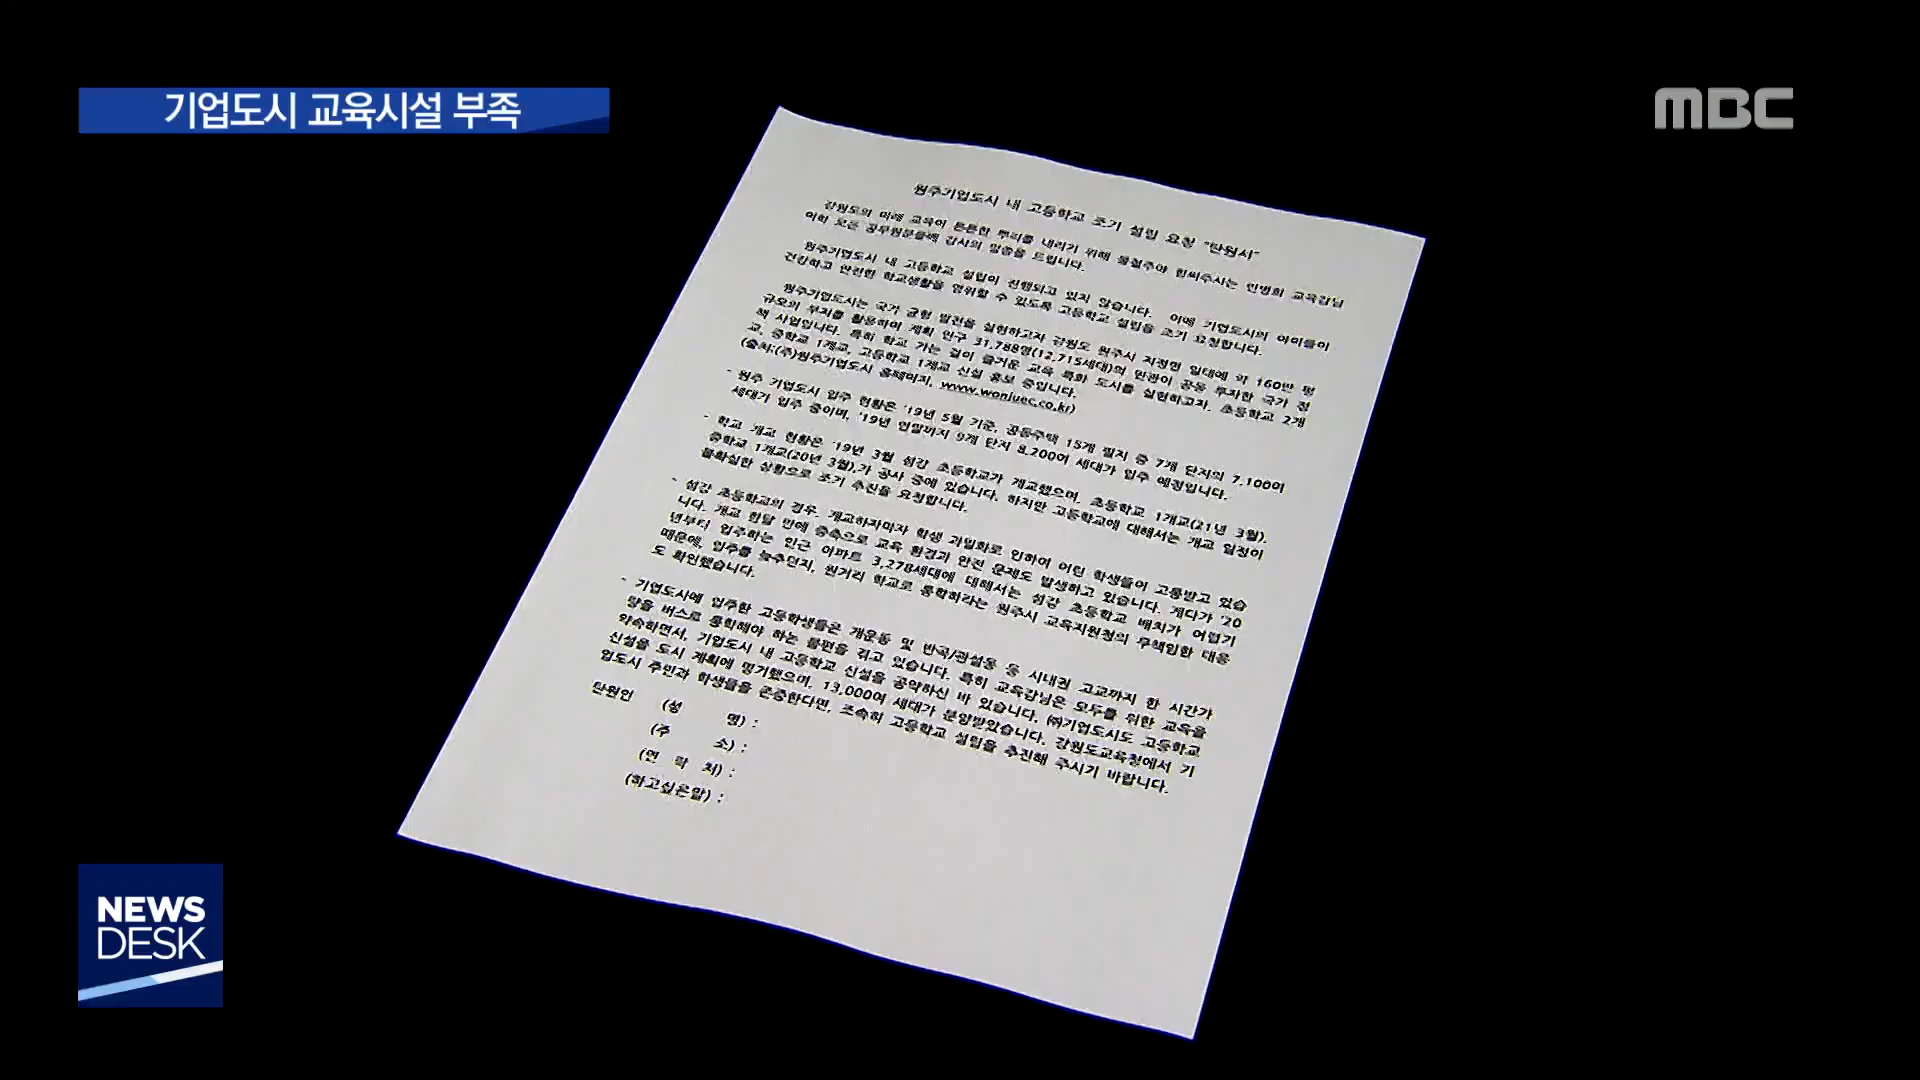 기업도시 교육시설 부족
MBC
원주기업도시 내 고등학교 조기 설립 요청 "탄원서"
강원도의 미래 교육이 튼튼한 뿌리를 내리기 위해 불철주야 힘써주시는 민병희 교육감님
이하 모든 공무원분들께 감사의 말씀을 드립니다.
원주기업도시 내 고등학교 설립이 진행되고 있지 않습니다. 이에 기업도시의 아이들이
건강하고 안전한 학교생활을 영위할 수 있도록 고등학교 설립을 조기 요청합니다.
원주기업도시는 국가 균형 발전을 실현하고자 강원도 원주시 지정면 일대에 약 160만 평
규모의 부지를 활용하여 계획 인구 31,788명(12,715세대)의 민관이 공동 투자한 국가 정
책 사업입니다. 특히 학교 가는 길이 즐거운 교육 특화 도시를 실현하고자, 초등학교 2개
교, 중학교 1개교, 고등학교 1개교 신설 홍보 중입니다.
(출처:(주)원주기업도시 홈페이지, www.wonjuec.co.kr)
- 원주 기업도시 입주 현황은 '19년 5월 기준, 공동주택 15개 필지 중 7개 단지의 7,100여
세대가 입주 중이며, '19년 연말까지 9개 단지 8,200여 세대가 입주 예정입니다.
- 학교 개교 현황은 '19년 3월 섬강 초등학교가 개교했으며, 초등학교 1개교(21년 3월),
중학교 1개교(20년 3월),가 공사 중에 있습니다. 하지만 고등학교에 대해서는 개교 일정이
불확실한 상황으로 조기 추진을 요청합니다.
- 섬강 초등학교의 경우, 개교하자마자 학생 과밀화로 인하여 어린 학생들이 고통받고 있습
니다. 개교 한달 만에 증축으로 교육 환경과 안전 문제도 발생하고 있습니다. 게다가 '20
년부터 입주하는 인근 아파트 3,278세대에 대해서는 섬강 초등학교 배치가 어렵기
때문에, 입주를 늦추던지, 원거리 학교로 통학하라는 원주시 교육지원청의 무책임한 대응
도 확인했습니다.
- 기업도시에 입주한 고등학생들은 개운동 및 반곡/관설동 등 시내권 고교까지 한 시간가
량을 버스로 통학해야 하는 불편을 겪고 있습니다. 특히 교육감님은 모두를 위한 교육을
약속하면서, 기업도시 내 고등학교 신설을 공약하신 바 있습니다. ㈜기업도시도 고등학교
신설을 도시 계획에 명기했으며, 13,000여 세대가 분양받았습니다. 강원도교육청에서 기
업도시 주민과 학생들을 존중한다면, 조속히 고등학교 설립을 추진해 주시기 바랍니다.
탄원인 (성 명) :
(주 소) :
(연 락 처) :
(하고싶은말) :
NEWS
DESK